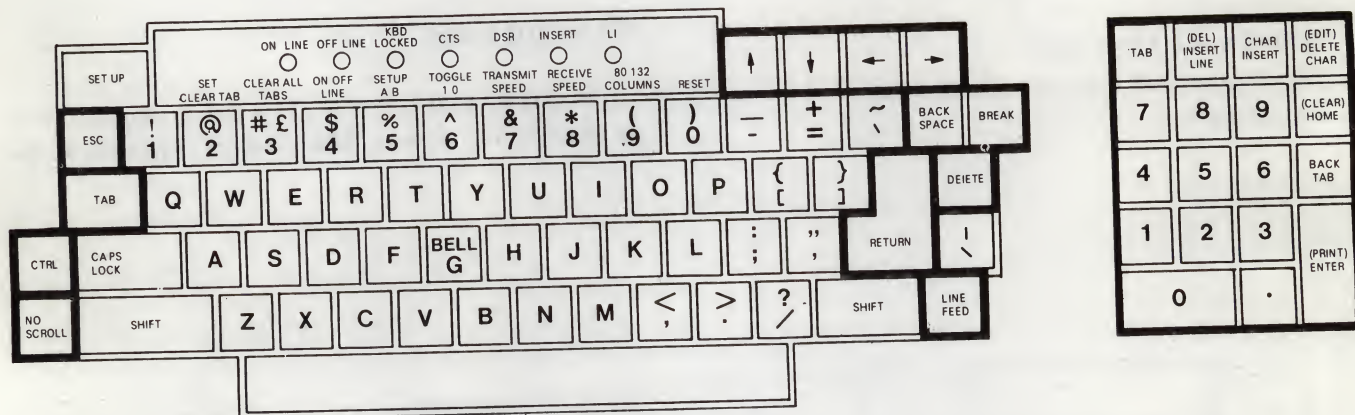 ON LINE OFF LINE KBD LOCKED CTS DSR INSERT LI
SET UP
SET CLEAR TAB CLEAR ALL TABS ON OFF LINE SETUP A B TOGGLE 1 0 TRANSMIT SPEED RECEIVE SPEED 80 132 COLUMNS RESET
↑ ↓ ← →
ESC ! 1 @ 2 # £ 3 $ 4 % 5 ^ 6 & 7 * 8 ( 9 ) 0 — - + = ~ ` BACK SPACE BREAK
TAB Q W E R T Y U I O P { [ } ] DELETE
CTRL CAPS LOCK A S D F BELL G H J K L : ; " , RETURN | \
NO SCROLL SHIFT Z X C V B N M < , > . ? / SHIFT LINE FEED
TAB (DEL) INSERT LINE CHAR INSERT (EDIT) DELETE CHAR
7 8 9 (CLEAR) HOME
4 5 6 BACK TAB
1 2 3 (PRINT) ENTER
0 .